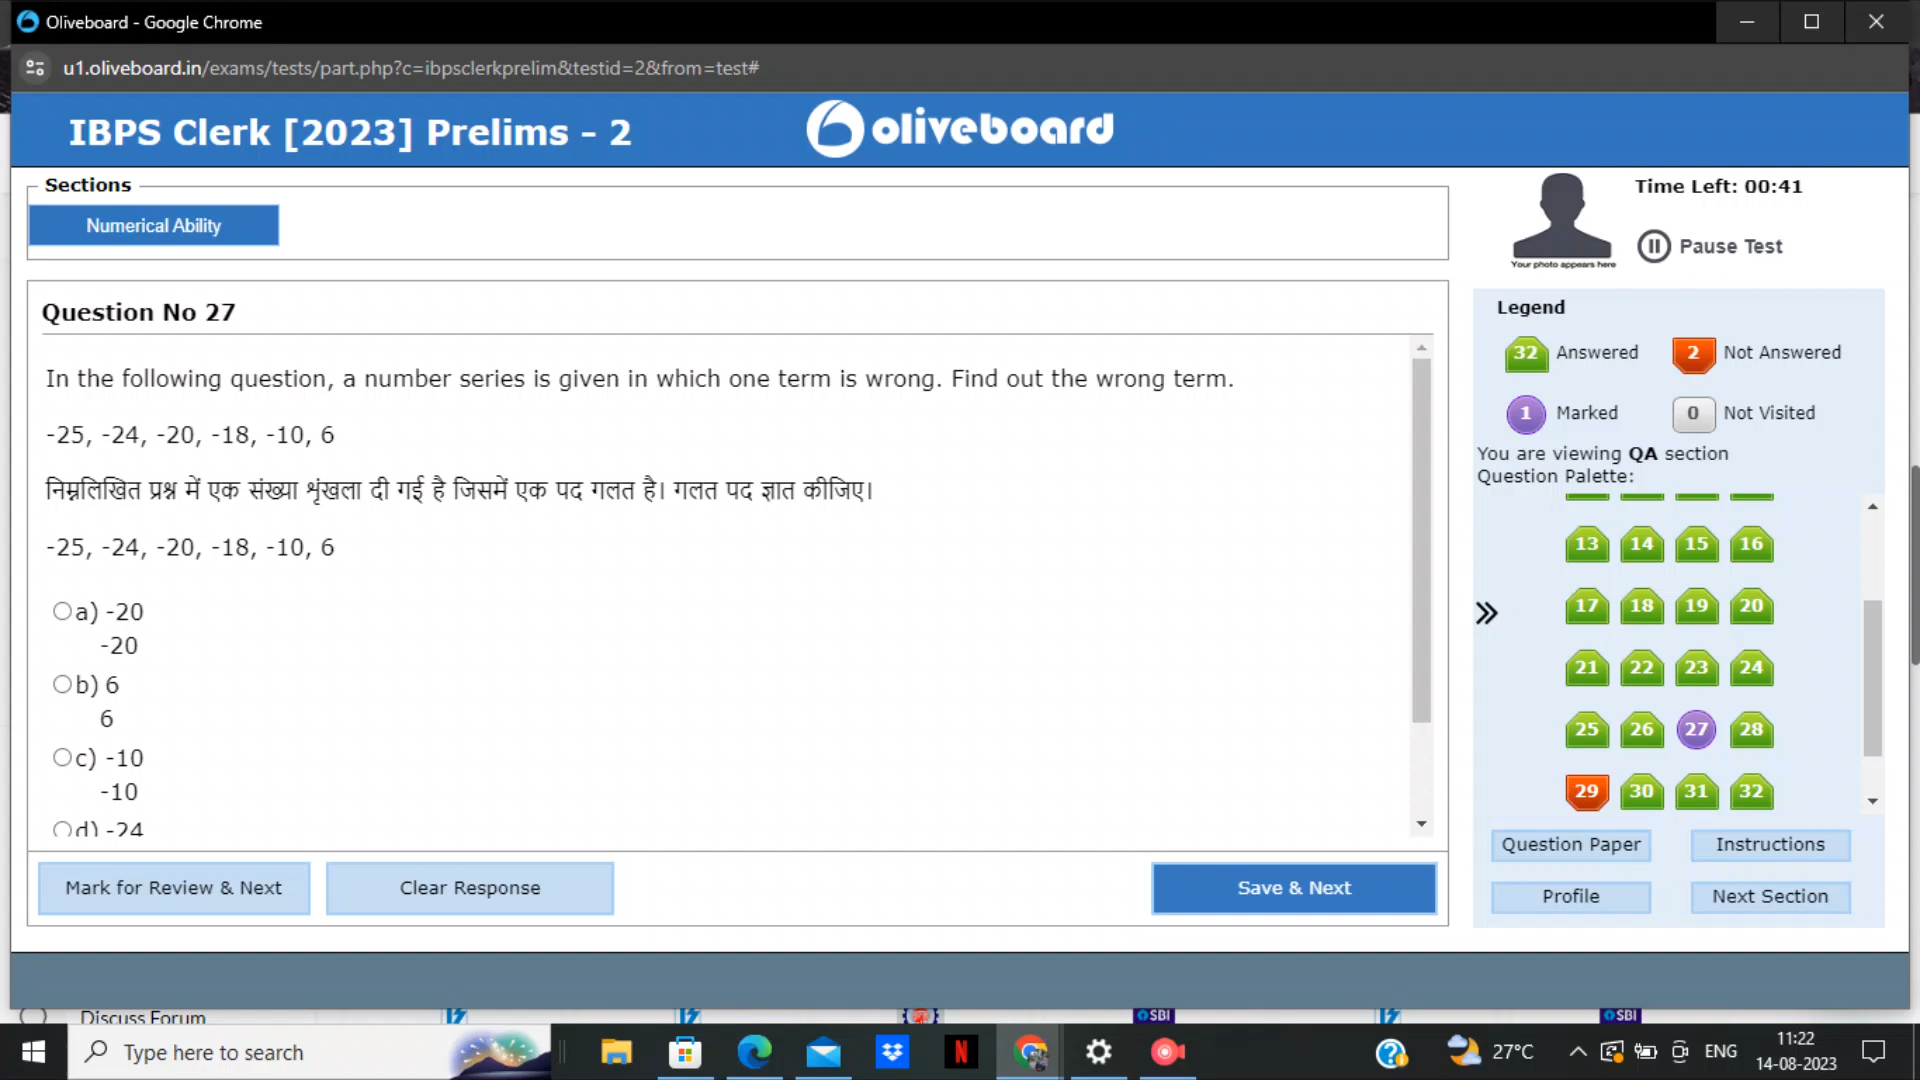 Oliveboard - Google Chrome
u1.oliveboard.in/exams/tests/part.php?c=ibpsclerkprelim&testid=2&from=test#
IBPS Clerk [2023] Prelims - 2
oliveboard
Sections
Numerical Ability
Time Left: 00:41
Your photo appears here
Pause Test
Question No 27
In the following question, a number series is given in which one term is wrong. Find out the wrong term.
-25, -24, -20, -18, -10, 6
निम्नलिखित प्रश्न में एक संख्या शृंखला दी गई है जिसमें एक पद गलत है। गलत पद ज्ञात कीजिए।
-25, -24, -20, -18, -10, 6
a) -20
-20
b) 6
6
c) -10
-10
d) -24
Legend
32 Answered
2 Not Answered
1 Marked
0 Not Visited
You are viewing QA section
Question Palette:
13 14 15 16
17 18 19 20
21 22 23 24
25 26 27 28
29 30 31 32
Question Paper
Instructions
Profile
Next Section
Mark for Review & Next
Clear Response
Save & Next
Discuss Forum
SBI
SBI
Type here to search
27°C
ENG
11:22
14-08-2023